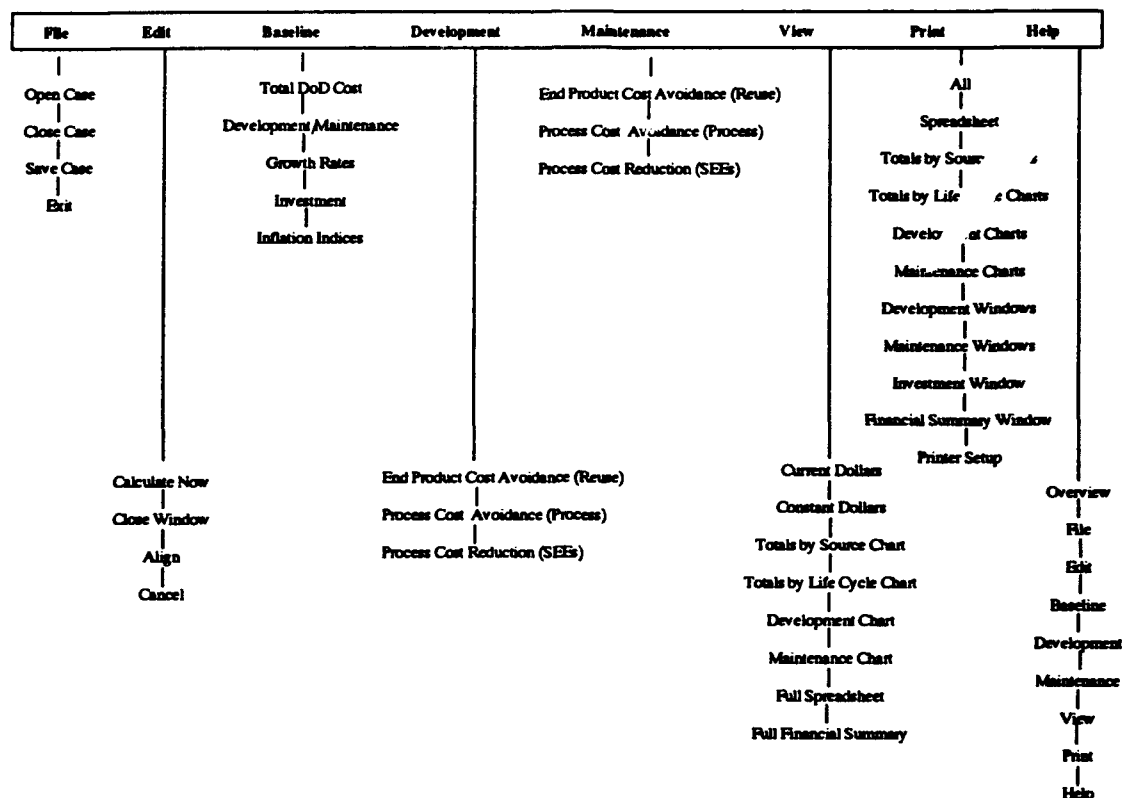 File Edit Baseline Development Maintenance View Print Help
Open Case
Close Case
Save Case
Exit
Calculate Now
Close Window
Align
Cancel
Total DoD Cost
Development/Maintenance
Growth Rates
Investment
Inflation Indices
End Product Cost Avoidance (Reuse)
Process Cost Avoidance (Process)
Process Cost Reduction (SEEs)
End Product Cost Avoidance (Reuse)
Process Cost Avoidance (Process)
Process Cost Reduction (SEEs)
Current Dollars
Constant Dollars
Totals by Source Chart
Totals by Life Cycle Chart
Development Chart
Maintenance Chart
Full Spreadsheet
Full Financial Summary
All
Spreadsheet
Totals by
Totals by Life Charts
Charts
Maintenance Charts
Development Windows
Maintenance Windows
Investment Window
Financial Summary Window
Printer Setup
Overview
File
Edit
Baseline
Development
Maintenance
View
Print
Help